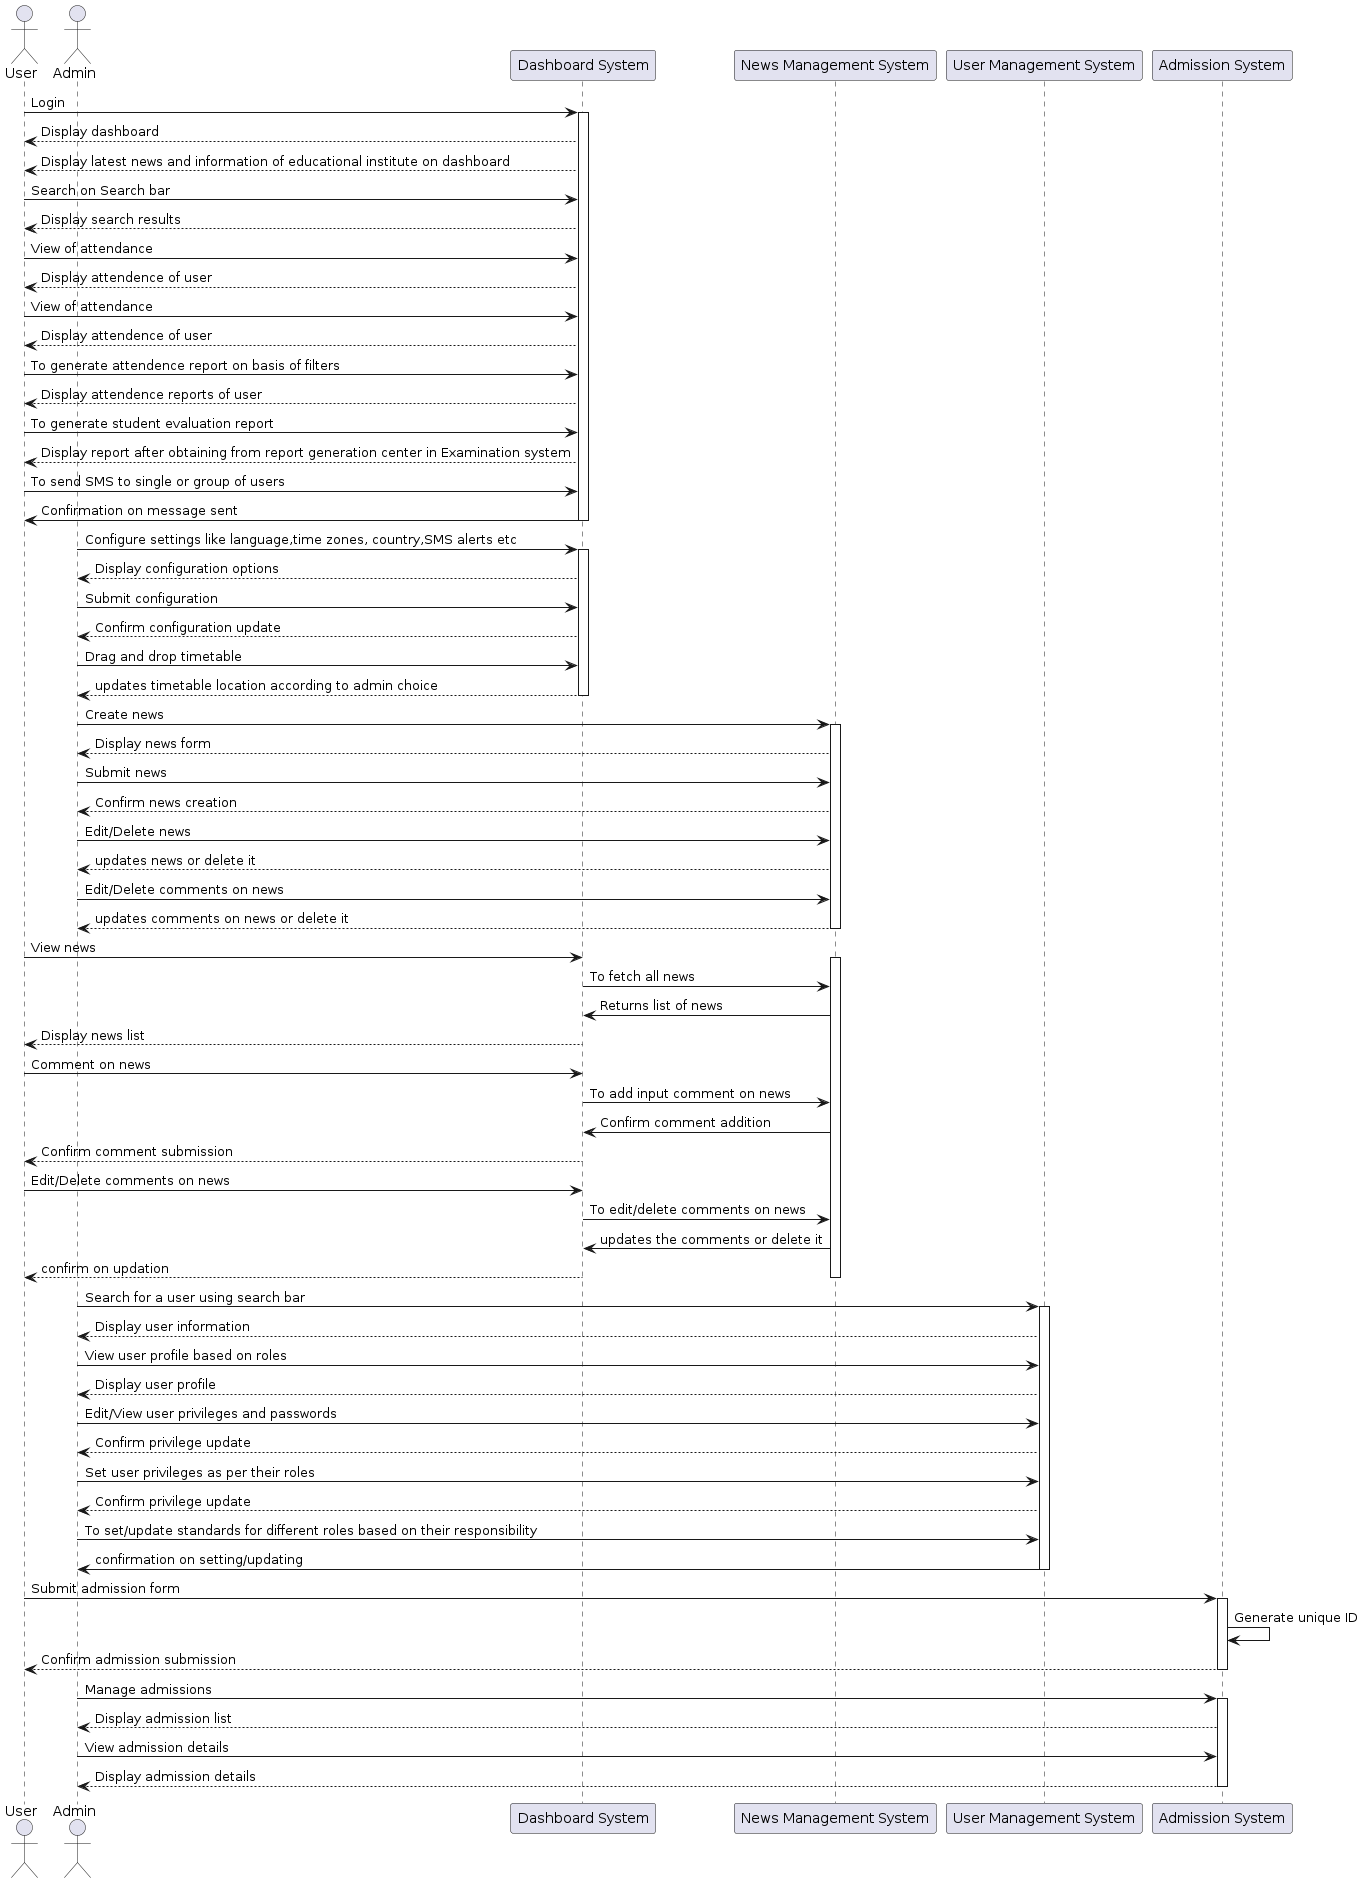 User
Admin
Dashboard System
News Management System
User Management System
Admission System
Login
Display dashboard
Display latest news and information of educational institute on dashboard
Search on Search bar
Display search results
View of attendance
Display attendence of user
View of attendance
Display attendence of user
To generate attendence report on basis of filters
Display attendence reports of user
To generate student evaluation report
Display report after obtaining from report generation center in Examination system
To send SMS to single or group of users
Confirmation on message sent
Configure settings like language,time zones, country,SMS alerts etc
Display configuration options
Submit configuration
Confirm configuration update
Drag and drop timetable
updates timetable location according to admin choice
Create news
Display news form
Submit news
Confirm news creation
Edit/Delete news
updates news or delete it
Edit/Delete comments on news
updates comments on news or delete it
View news
To fetch all news
Returns list of news
Display news list
Comment on news
To add input comment on news
Confirm comment addition
Confirm comment submission
Edit/Delete comments on news
To edit/delete comments on news
updates the comments or delete it
confirm on updation
Search for a user using search bar
Display user information
View user profile based on roles
Display user profile
Edit/View user privileges and passwords
Confirm privilege update
Set user privileges as per their roles
Confirm privilege update
To set/update standards for different roles based on their responsibility
confirmation on setting/updating
Submit admission form
Generate unique ID
Confirm admission submission
Manage admissions
Display admission list
View admission details
Display admission details
User
Admin
Dashboard System
News Management System
User Management System
Admission System